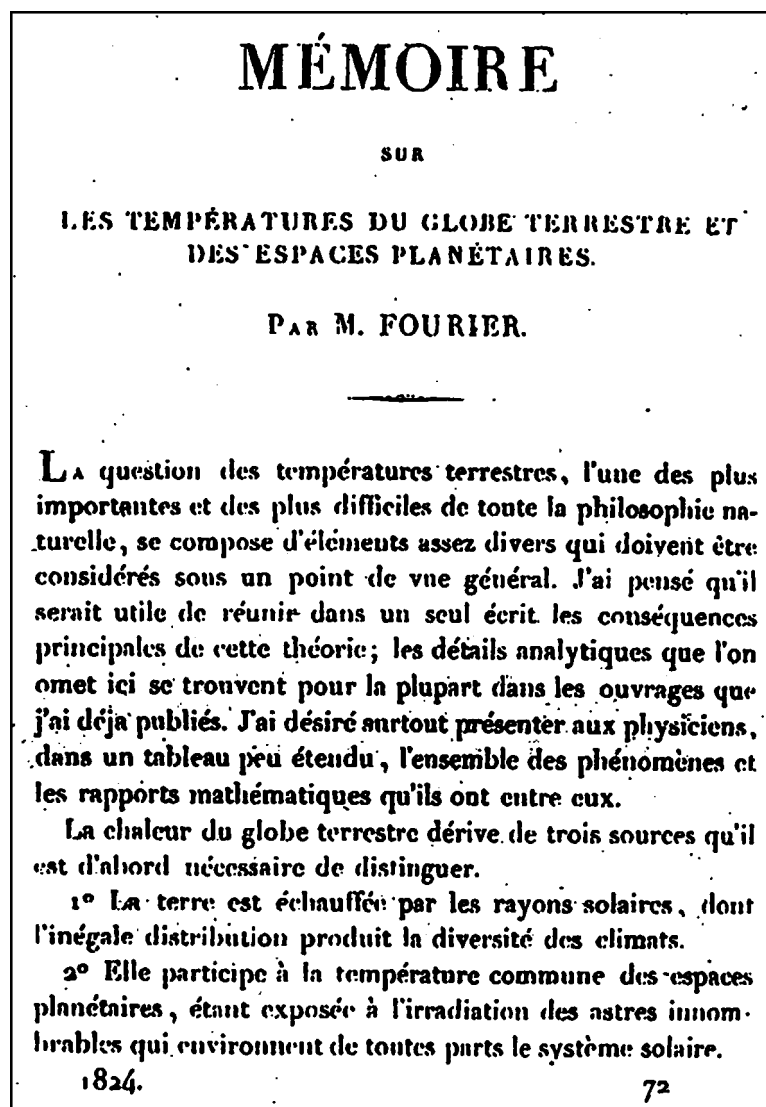 MÉMOIRE
SUR
LES TEMPÉRATURES DU GLOBE TERRESTRE ET
DES ESPACES PLANÉTAIRES.
PAR M. FOURIER.
LA question des températures terrestres, l'une des plus
importantes et des plus difficiles de toute la philosophie na-
turelle, se compose d'éléments assez divers qui doivent être
considérés sous un point de vue général. J'ai pensé qu'il
serait utile de réunir dans un seul écrit les conséquences
principales de cette théorie; les détails analytiques que l'on
omet ici se trouvent pour la plupart dans les ouvrages que
j'ai déja publiés. J'ai désiré surtout présenter aux physiciens,
dans un tableau peu étendu, l'ensemble des phénomènes et
les rapports mathématiques qu'ils ont entre eux.
La chaleur du globe terrestre dérive de trois sources qu'il
est d'abord nécessaire de distinguer.
1° La terre est échauffée par les rayons solaires, dont
l'inégale distribution produit la diversité des climats.
2° Elle participe à la température commune des espaces
planétaires, étant exposée à l'irradiation des astres innom-
brables qui environnent de toutes parts le système solaire.
1824. 72